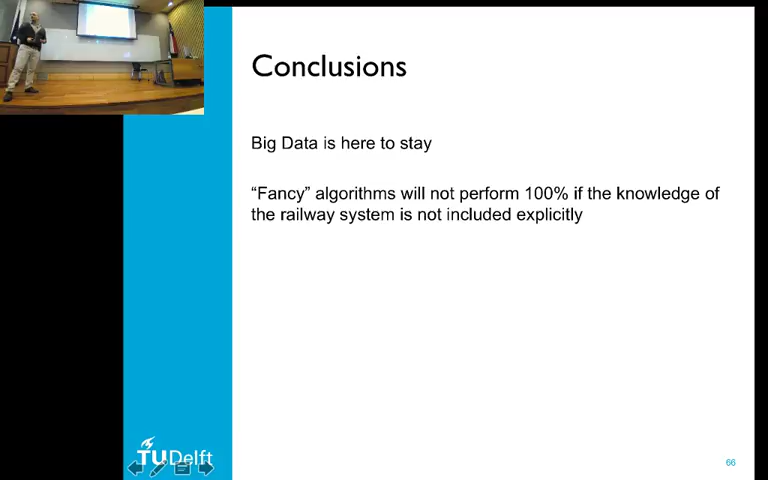 Conclusions
Big Data is here to stay
“Fancy” algorithms will not perform 100% if the knowledge of
the railway system is not included explicitly
TUDelft
66